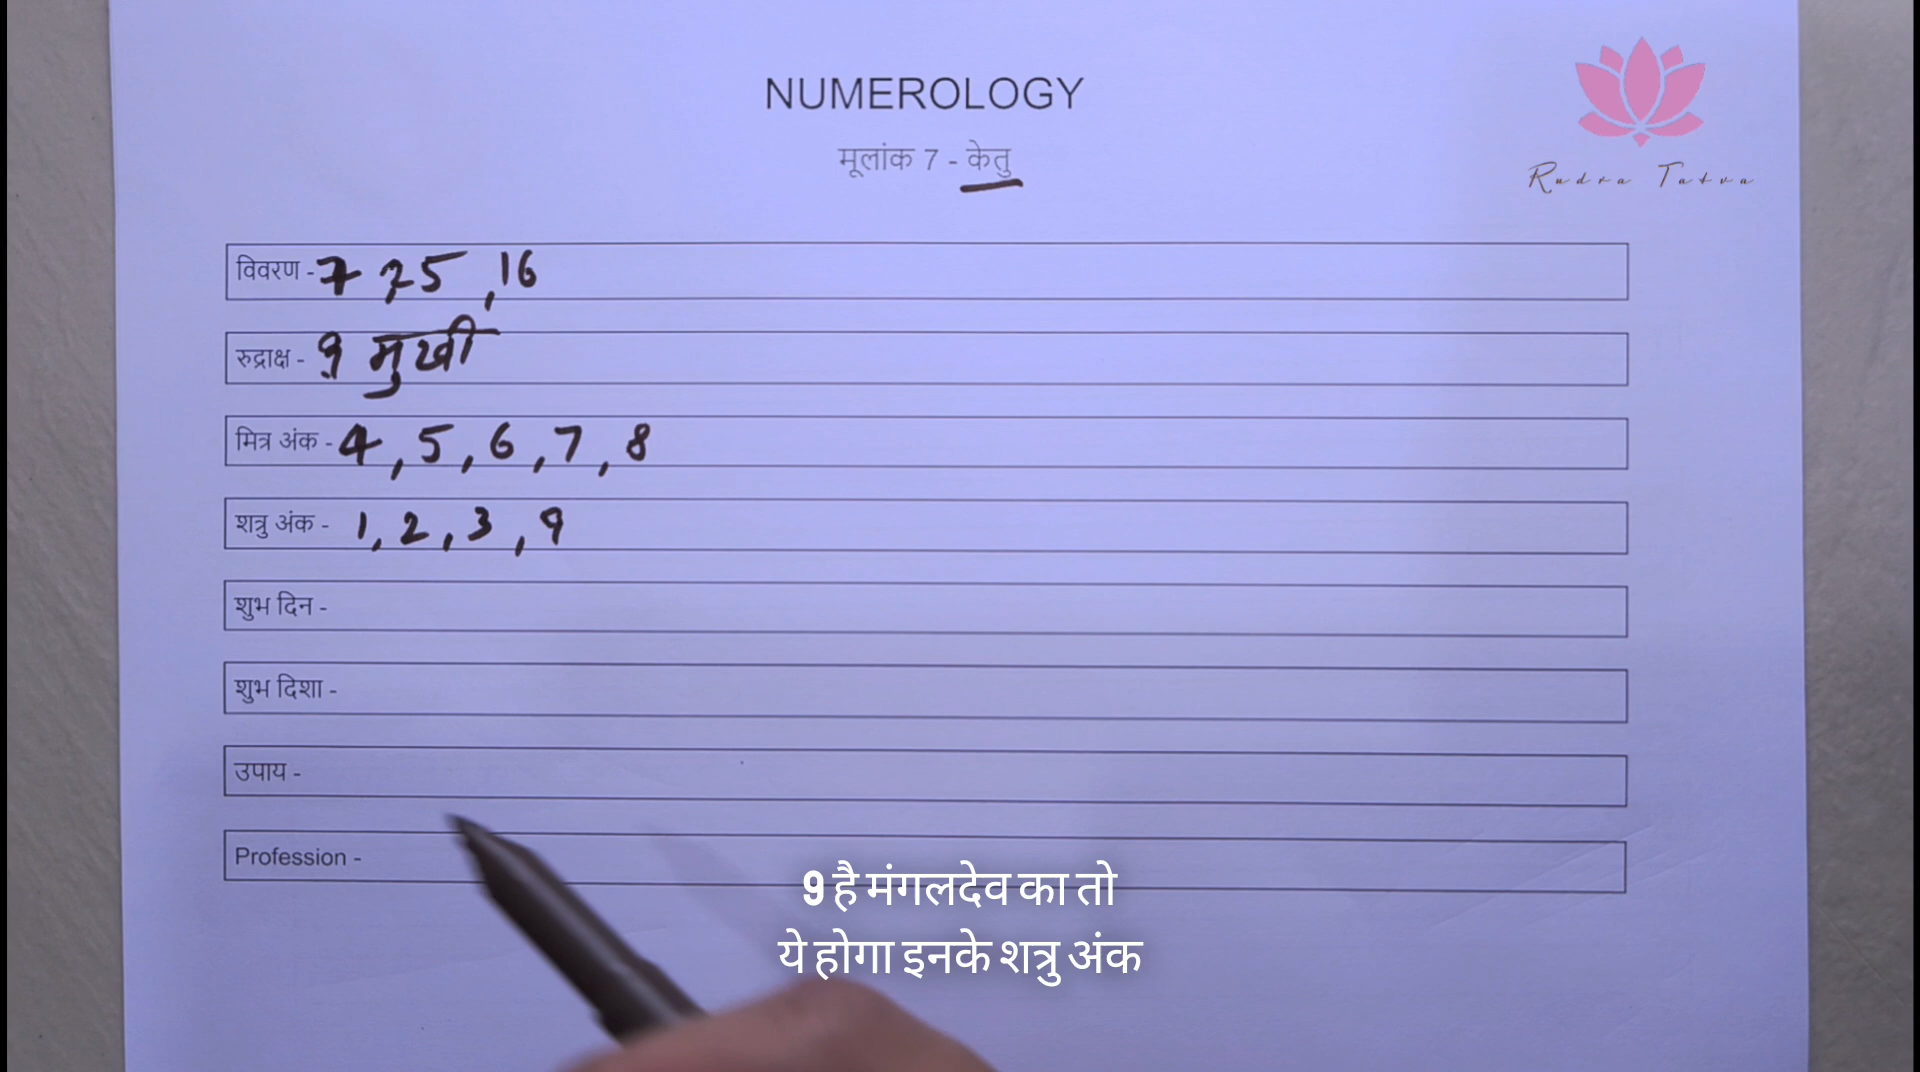 NUMEROLOGY
मूलांक 7 - केतु
Rudra Tatva
विवरण - 7 25, 16
रुद्राक्ष - 9 मुखी
मित्र अंक - 4, 5, 6, 7, 8
शत्रु अंक - 1, 2, 3, 9
शुभ दिन -
शुभ दिशा -
उपाय -
Profession -
9 है मंगलदेव का तो
ये होगा इनके शत्रु अंक